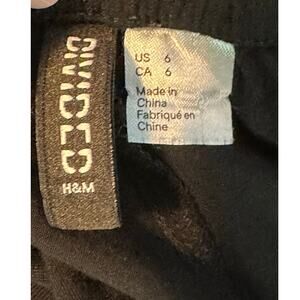 DIVIDED
H&M
US 6
CA 6
Made in
China
Fabriqué en
Chine